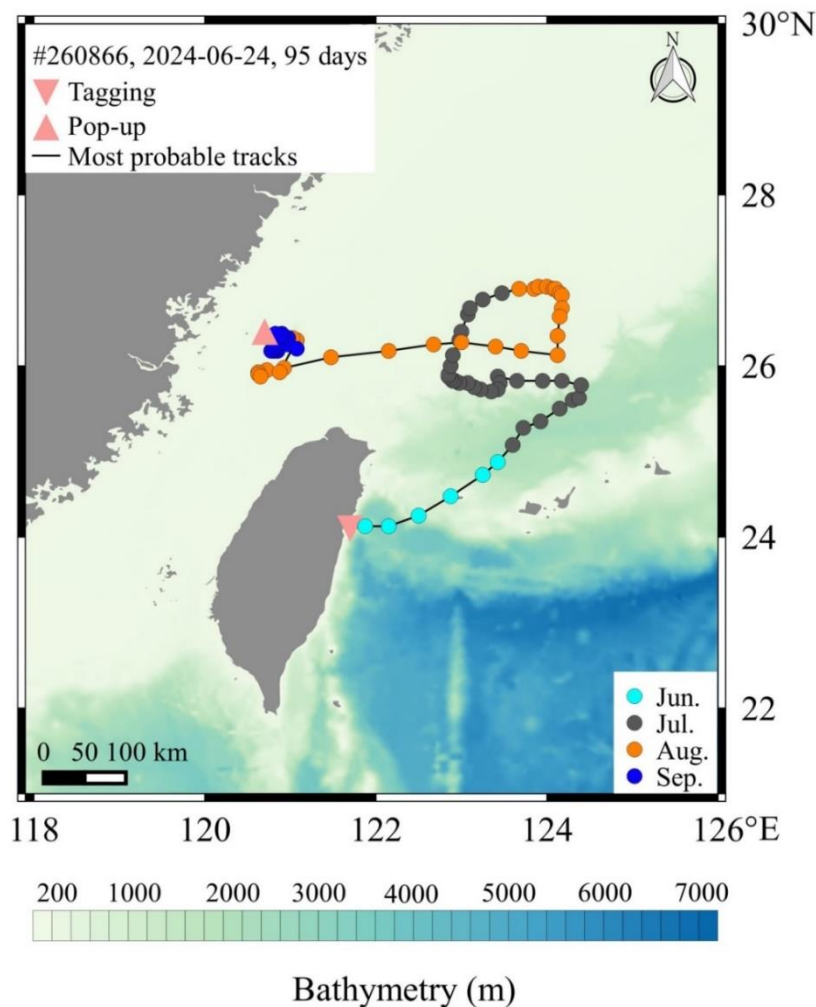 #260866, 2024-06-24, 95 days
Tagging
Pop-up
Most probable tracks
N
30°N
28
26
24
22
Jun.
Jul.
Aug.
Sep.
0 50 100 km
118 120 122 124 126°E
200 1000 2000 3000 4000 5000 6000 7000
Bathymetry (m)